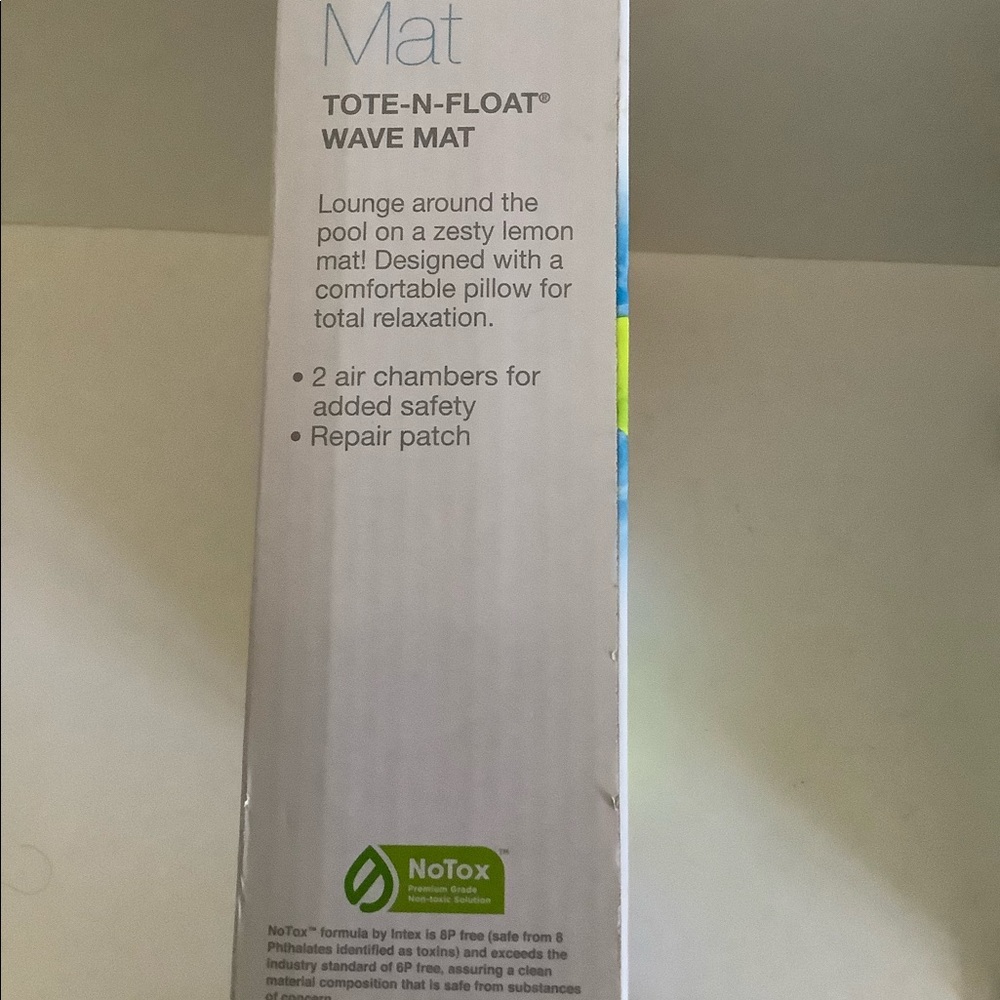 Mat
TOTE-N-FLOAT®
WAVE MAT
Lounge around the
pool on a zesty lemon
mat! Designed with a
comfortable pillow for
total relaxation.
• 2 air chambers for
added safety
• Repair patch
NoTox™
Premium Grade
Non-toxic Solution
NoTox™ formula by Intex is 8P free (safe from 8
Phthalates identified as toxins) and exceeds the
industry standard of 6P free, assuring a clean
material composition that is safe from substances
of concern